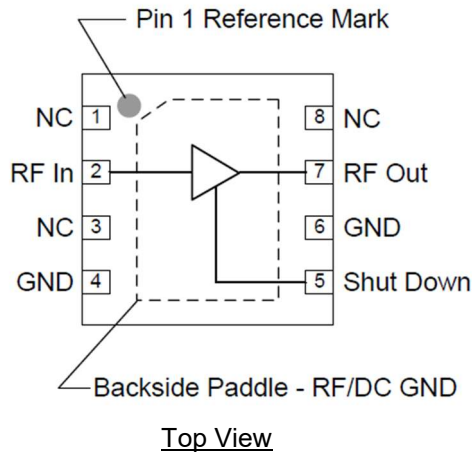 Pin 1 Reference Mark
NC 1 8 NC
RF In 2 7 RF Out
NC 3 6 GND
GND 4 5 Shut Down
Backside Paddle - RF/DC GND
Top View